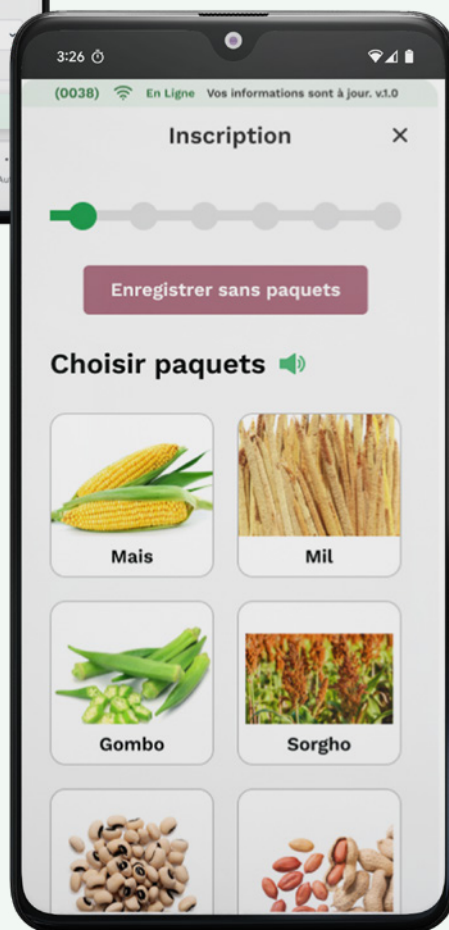 3:26
(0038) En Ligne Vos informations sont à jour. v.1.0
Inscription
Enregistrer sans paquets
Choisir paquets
Mais
Mil
Gombo
Sorgho